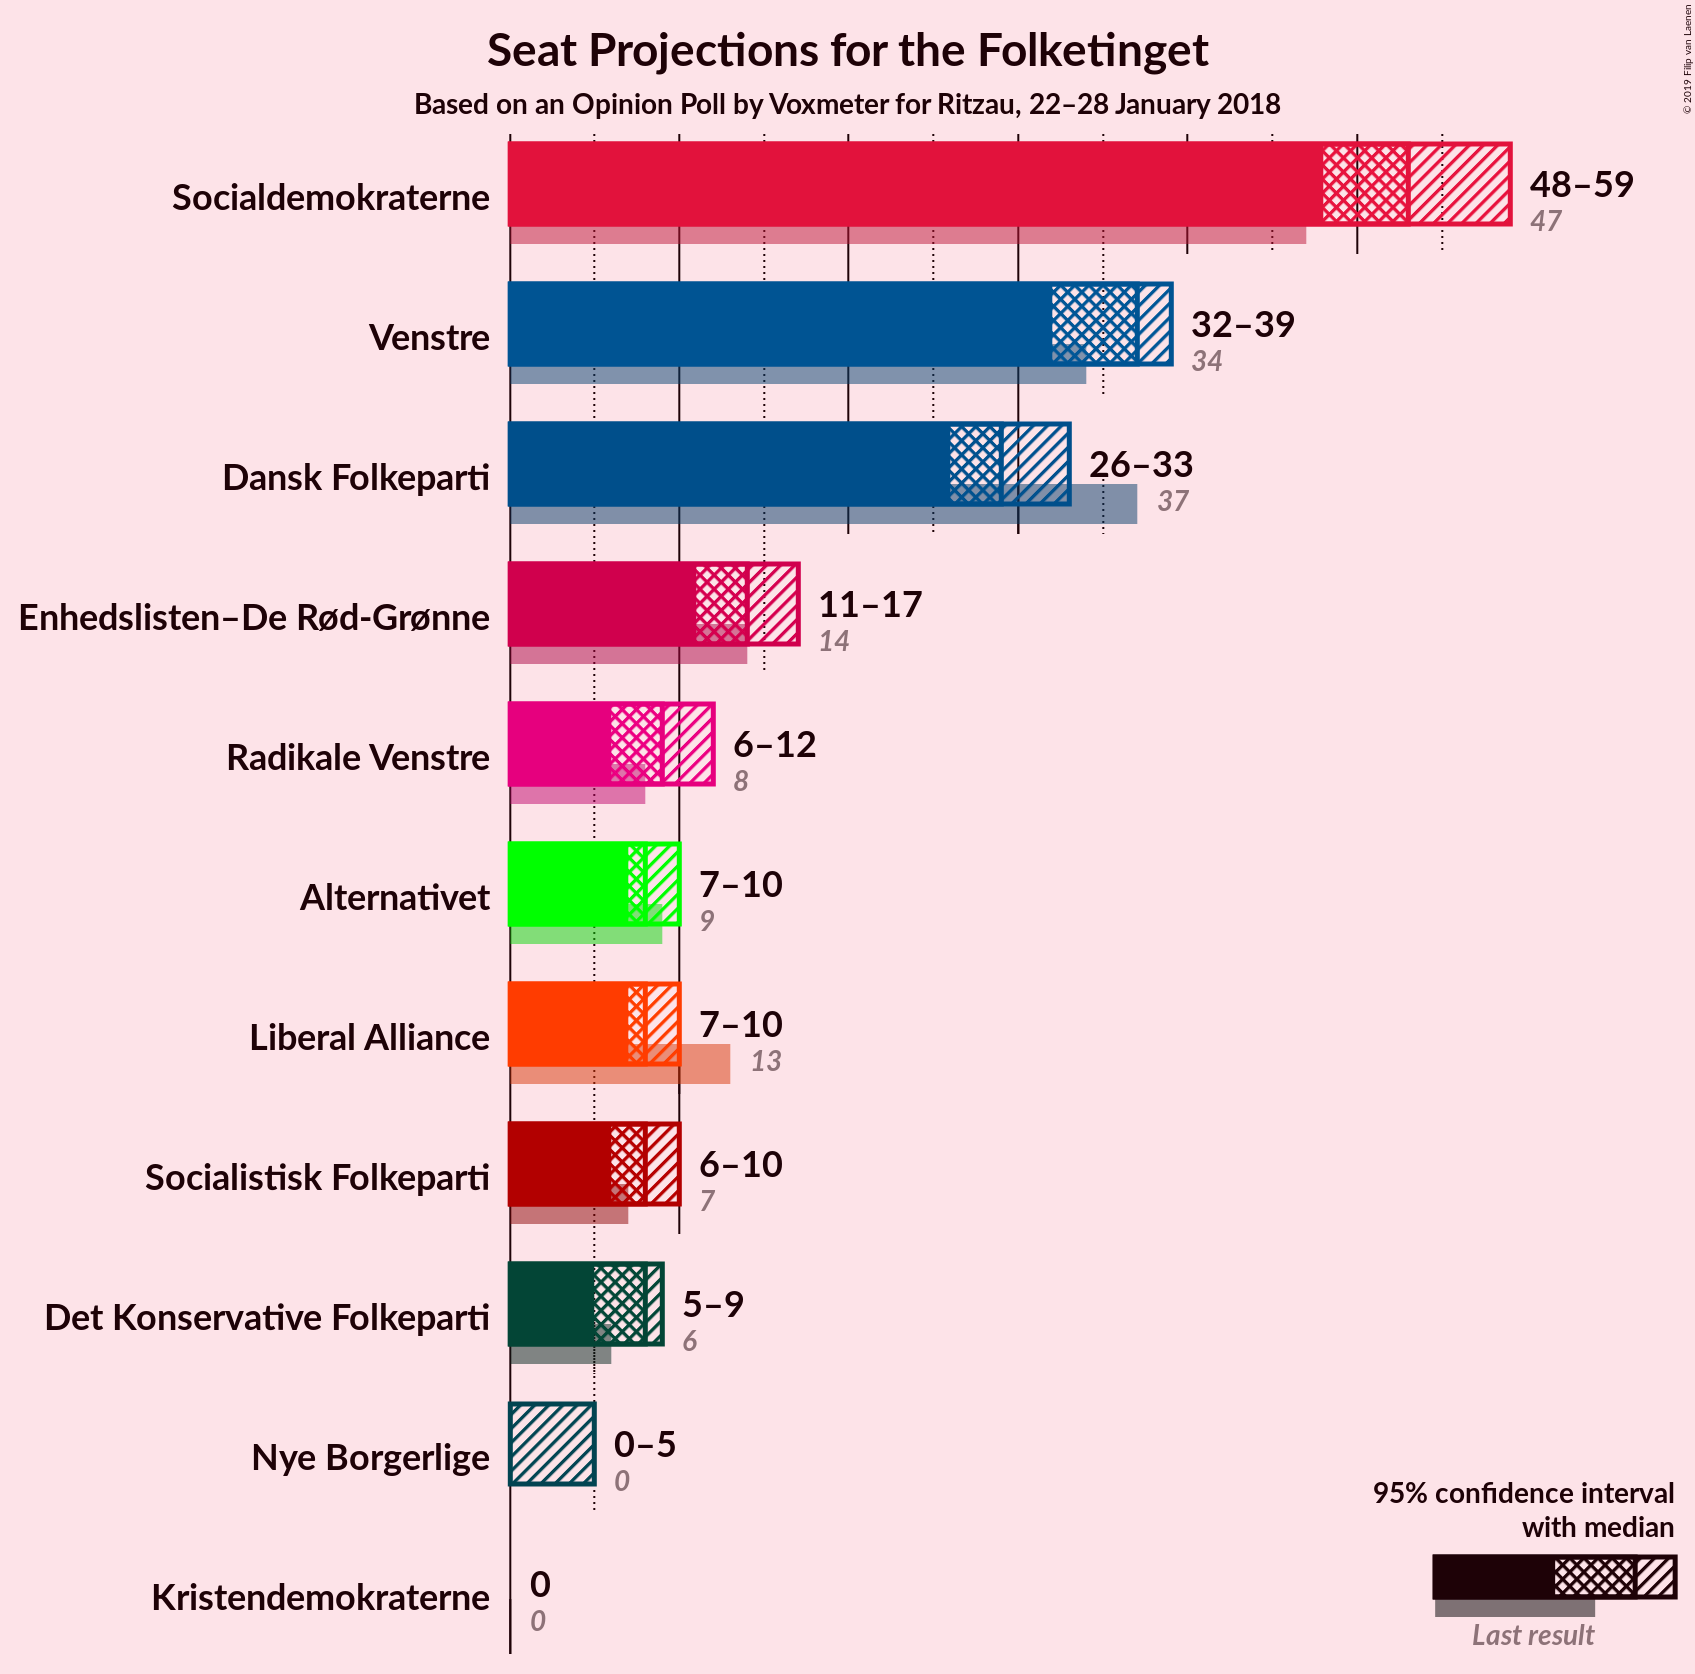 Seat Projections for the Folketinget
Based on an Opinion Poll by Voxmeter for Ritzau, 22–28 January 2018
© 2019 Filip van Laenen
Socialdemokraterne
48–59
47
Venstre
32–39
34
Dansk Folkeparti
26–33
37
Enhedslisten–De Rød-Grønne
11–17
14
Radikale Venstre
6–12
8
Alternativet
7–10
9
Liberal Alliance
7–10
13
Socialistisk Folkeparti
6–10
7
Det Konservative Folkeparti
5–9
6
Nye Borgerlige
0–5
0
Kristendemokraterne
0
0
95% confidence interval
with median
Last result